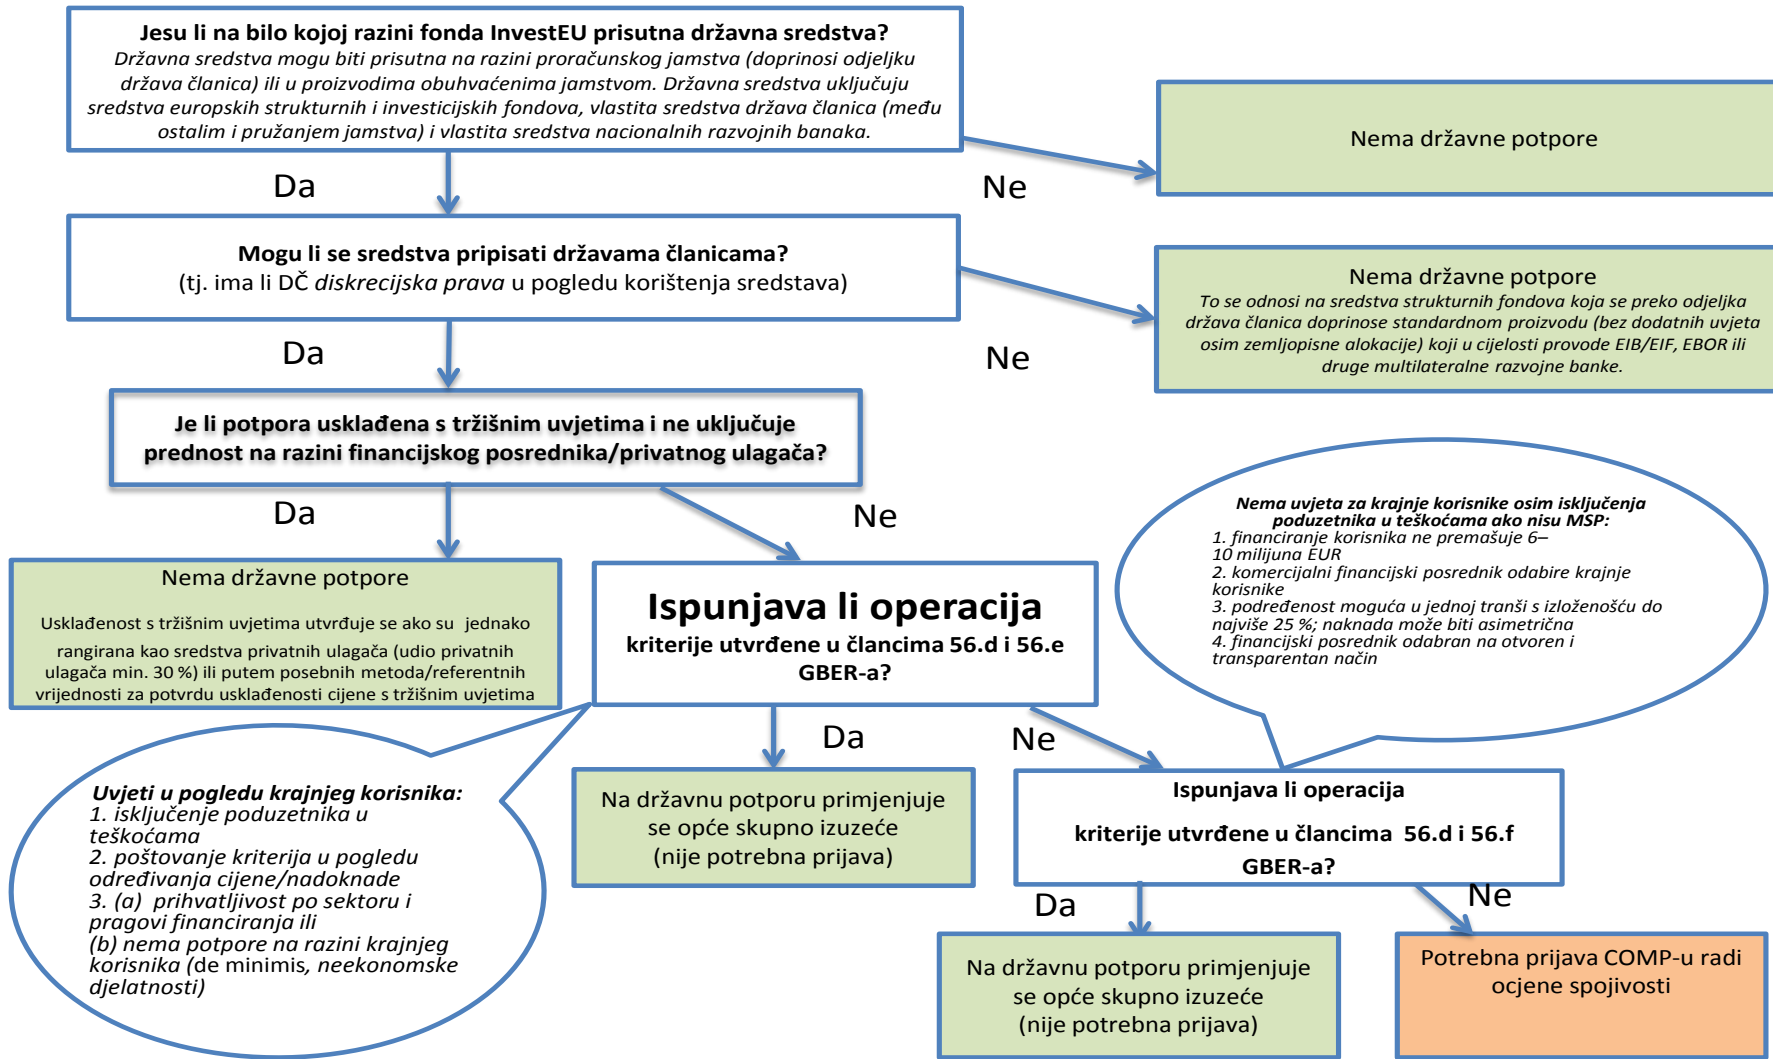 Jesu li na bilo kojoj razini fonda InvestEU prisutna državna sredstva?
Državna sredstva mogu biti prisutna na razini proračunskog jamstva (doprinosi odjeljku
država članica) ili u proizvodima obuhvaćenima jamstvom. Državna sredstva uključuju
sredstva europskih strukturnih i investicijskih fondova, vlastita sredstva država članica (među
ostalim i pružanjem jamstva) i vlastita sredstva nacionalnih razvojnih banaka.
Nema državne potpore
Da
Ne
Mogu li se sredstva pripisati državama članicama?
(tj. ima li DČ diskrecijska prava u pogledu korištenja sredstava)
Nema državne potpore
To se odnosi na sredstva strukturnih fondova koja se preko odjeljka
država članica doprinose standardnom proizvodu (bez dodatnih uvjeta
osim zemljopisne alokacije) koji u cijelosti provode EIB/EIF, EBOR ili
druge multilateralne razvojne banke.
Da
Ne
Je li potpora usklađena s tržišnim uvjetima i ne uključuje
prednost na razini financijskog posrednika/privatnog ulagača?
Da
Ne
Nema uvjeta za krajnje korisnike osim isključenja
poduzetnika u teškoćama ako nisu MSP:
1. financiranje korisnika ne premašuje 6–
10 milijuna EUR
2. komercijalni financijski posrednik odabire krajnje
korisnike
3. podređenost moguća u jednoj tranši s izloženošću do
najviše 25 %; naknada može biti asimetrična
4. financijski posrednik odabran na otvoren i
transparentan način
Nema državne potpore
Usklađenost s tržišnim uvjetima utvrđuje se ako su jednako
rangirana kao sredstva privatnih ulagača (udio privatnih
ulagača min. 30 %) ili putem posebnih metoda/referentnih
vrijednosti za potvrdu usklađenosti cijene s tržišnim uvjetima
Ispunjava li operacija
kriterije utvrđene u člancima 56.d i 56.e
GBER-a?
Da
Ne
Uvjeti u pogledu krajnjeg korisnika:
1. isključenje poduzetnika u
teškoćama
2. poštovanje kriterija u pogledu
određivanja cijene/nadoknade
3. (a) prihvatljivost po sektoru i
pragovi financiranja ili
(b) nema potpore na razini krajnjeg
korisnika (de minimis, neekonomske
djelatnosti)
Na državnu potporu primjenjuje
se opće skupno izuzeće
(nije potrebna prijava)
Ispunjava li operacija
kriterije utvrđene u člancima 56.d i 56.f
GBER-a?
Da
Ne
Na državnu potporu primjenjuje
se opće skupno izuzeće
(nije potrebna prijava)
Potrebna prijava COMP-u radi
ocjene spojivosti